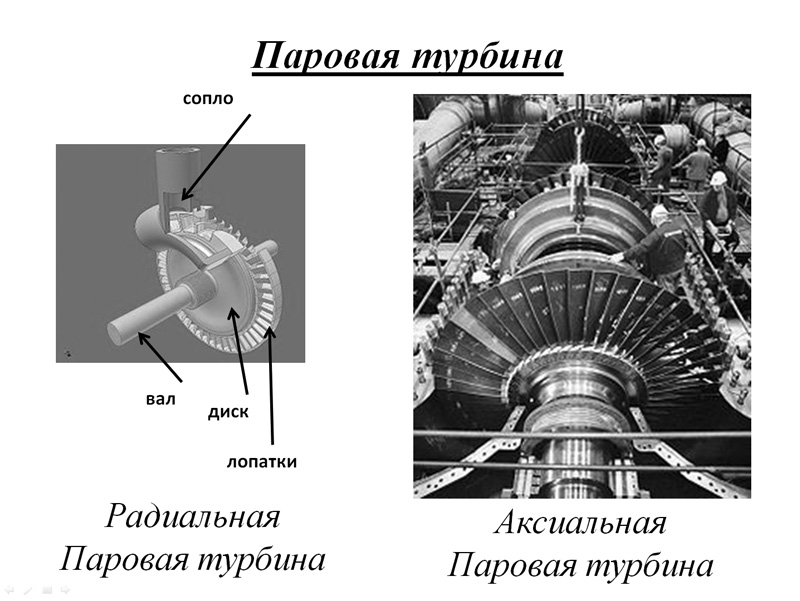 Паровая турбина
сопло
вал
диск
лопатки
Радиальная
Паровая турбина
Аксиальная
Паровая турбина